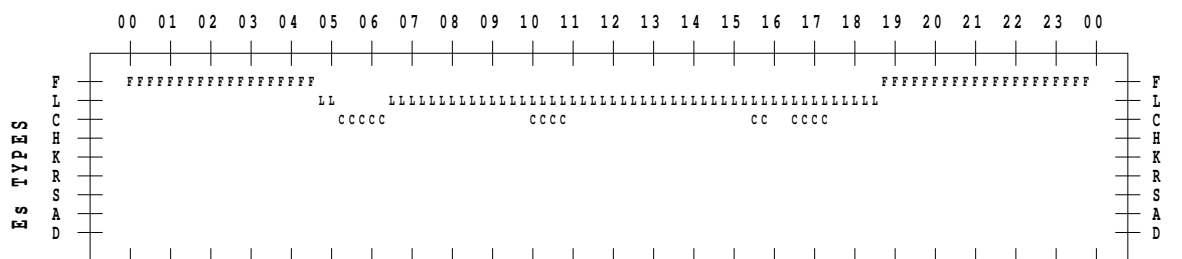 00 01 02 03 04 05 06 07 08 09 10 11 12 13 14 15 16 17 18 19 20 21 22 23 00
F FFFFFFFFFFFFFFFFFFF FFFFFFFFFFFFFFFFFFFFF F
L LL LLLLLLLLLLLLLLLLLLLLLLLLLLLLLLLLLLLLLLLLLLLLLLLLL L
C CCCCC CCCC CC CCCC C
H H
K K
R R
S S
A A
D D
Es TYPES